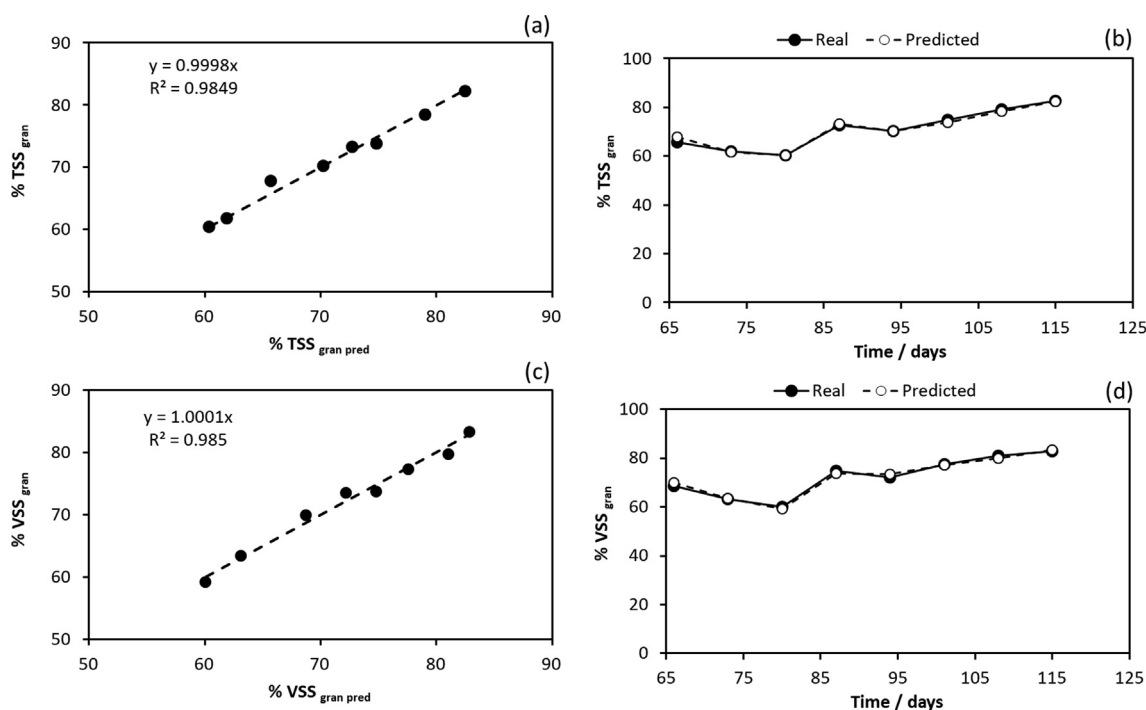 (a)
90
80
70
60
50
% TSS gran
y = 0.9998x
R² = 0.9849
50 60 70 80 90
% TSS gran pred
(b)
Real Predicted
100
80
60
40
20
0
% TSS gran
65 75 85 95 105 115 125
Time / days
(c)
90
80
70
60
50
% VSS gran
y = 1.0001x
R² = 0.985
50 60 70 80 90
% VSS gran pred
(d)
Real Predicted
100
80
60
40
20
0
% VSS gran
65 75 85 95 105 115 125
Time / days